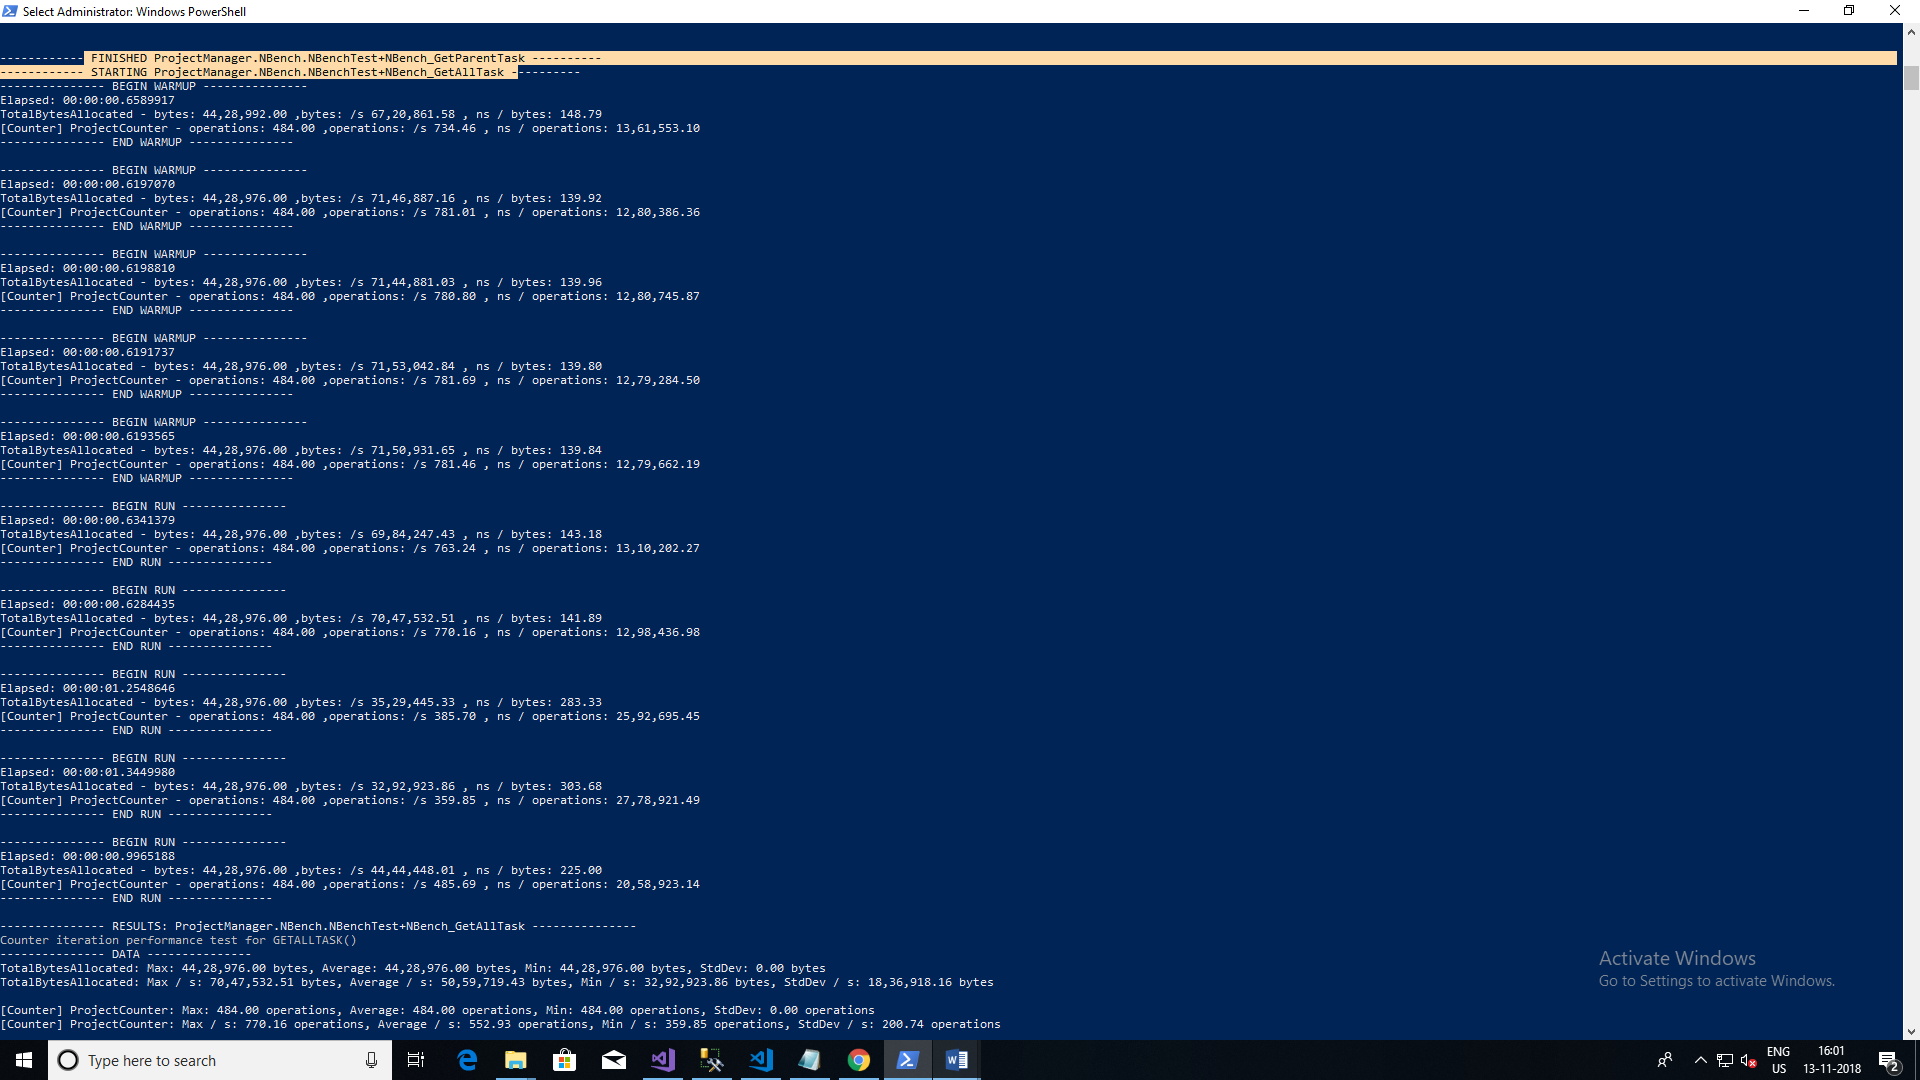 Select Administrator: Windows PowerShell
------------ FINISHED ProjectManager.NBench.NBenchTest+NBench_GetParentTask ----------
------------ STARTING ProjectManager.NBench.NBenchTest+NBench_GetAllTask ----------
--------------- BEGIN WARMUP ---------------
Elapsed: 00:00:00.6589917
TotalBytesAllocated - bytes: 44,28,992.00 ,bytes: /s 67,20,861.58 , ns / bytes: 148.79
[Counter] ProjectCounter - operations: 484.00 ,operations: /s 734.46 , ns / operations: 13,61,553.10
--------------- END WARMUP ---------------
--------------- BEGIN WARMUP ---------------
Elapsed: 00:00:00.6197070
TotalBytesAllocated - bytes: 44,28,976.00 ,bytes: /s 71,46,887.16 , ns / bytes: 139.92
[Counter] ProjectCounter - operations: 484.00 ,operations: /s 781.01 , ns / operations: 12,80,386.36
--------------- END WARMUP ---------------
--------------- BEGIN WARMUP ---------------
Elapsed: 00:00:00.6198810
TotalBytesAllocated - bytes: 44,28,976.00 ,bytes: /s 71,44,881.03 , ns / bytes: 139.96
[Counter] ProjectCounter - operations: 484.00 ,operations: /s 780.80 , ns / operations: 12,80,745.87
--------------- END WARMUP ---------------
--------------- BEGIN WARMUP ---------------
Elapsed: 00:00:00.6191737
TotalBytesAllocated - bytes: 44,28,976.00 ,bytes: /s 71,53,042.84 , ns / bytes: 139.80
[Counter] ProjectCounter - operations: 484.00 ,operations: /s 781.69 , ns / operations: 12,79,284.50
--------------- END WARMUP ---------------
--------------- BEGIN WARMUP ---------------
Elapsed: 00:00:00.6193565
TotalBytesAllocated - bytes: 44,28,976.00 ,bytes: /s 71,50,931.65 , ns / bytes: 139.84
[Counter] ProjectCounter - operations: 484.00 ,operations: /s 781.46 , ns / operations: 12,79,662.19
--------------- END WARMUP ---------------
--------------- BEGIN RUN ---------------
Elapsed: 00:00:00.6341379
TotalBytesAllocated - bytes: 44,28,976.00 ,bytes: /s 69,84,247.43 , ns / bytes: 143.18
[Counter] ProjectCounter - operations: 484.00 ,operations: /s 763.24 , ns / operations: 13,10,202.27
--------------- END RUN ---------------
--------------- BEGIN RUN ---------------
Elapsed: 00:00:00.6284435
TotalBytesAllocated - bytes: 44,28,976.00 ,bytes: /s 70,47,532.51 , ns / bytes: 141.89
[Counter] ProjectCounter - operations: 484.00 ,operations: /s 770.16 , ns / operations: 12,98,436.98
--------------- END RUN ---------------
--------------- BEGIN RUN ---------------
Elapsed: 00:00:01.2548646
TotalBytesAllocated - bytes: 44,28,976.00 ,bytes: /s 35,29,445.33 , ns / bytes: 283.33
[Counter] ProjectCounter - operations: 484.00 ,operations: /s 385.70 , ns / operations: 25,92,695.45
--------------- END RUN ---------------
--------------- BEGIN RUN ---------------
Elapsed: 00:00:01.3449980
TotalBytesAllocated - bytes: 44,28,976.00 ,bytes: /s 32,92,923.86 , ns / bytes: 303.68
[Counter] ProjectCounter - operations: 484.00 ,operations: /s 359.85 , ns / operations: 27,78,921.49
--------------- END RUN ---------------
--------------- BEGIN RUN ---------------
Elapsed: 00:00:00.9965188
TotalBytesAllocated - bytes: 44,28,976.00 ,bytes: /s 44,44,448.01 , ns / bytes: 225.00
[Counter] ProjectCounter - operations: 484.00 ,operations: /s 485.69 , ns / operations: 20,58,923.14
--------------- END RUN ---------------
--------------- RESULTS: ProjectManager.NBench.NBenchTest+NBench_GetAllTask ---------------
Counter iteration performance test for GETALLTASK()
--------------- DATA ---------------
TotalBytesAllocated: Max: 44,28,976.00 bytes, Average: 44,28,976.00 bytes, Min: 44,28,976.00 bytes, StdDev: 0.00 bytes
TotalBytesAllocated: Max / s: 70,47,532.51 bytes, Average / s: 50,59,719.43 bytes, Min / s: 32,92,923.86 bytes, StdDev / s: 18,36,918.16 bytes
[Counter] ProjectCounter: Max: 484.00 operations, Average: 484.00 operations, Min: 484.00 operations, StdDev: 0.00 operations
[Counter] ProjectCounter: Max / s: 770.16 operations, Average / s: 552.93 operations, Min / s: 359.85 operations, StdDev / s: 200.74 operations
Activate Windows
Go to Settings to activate Windows.
Type here to search
ENG
US
16:01
13-11-2018
2